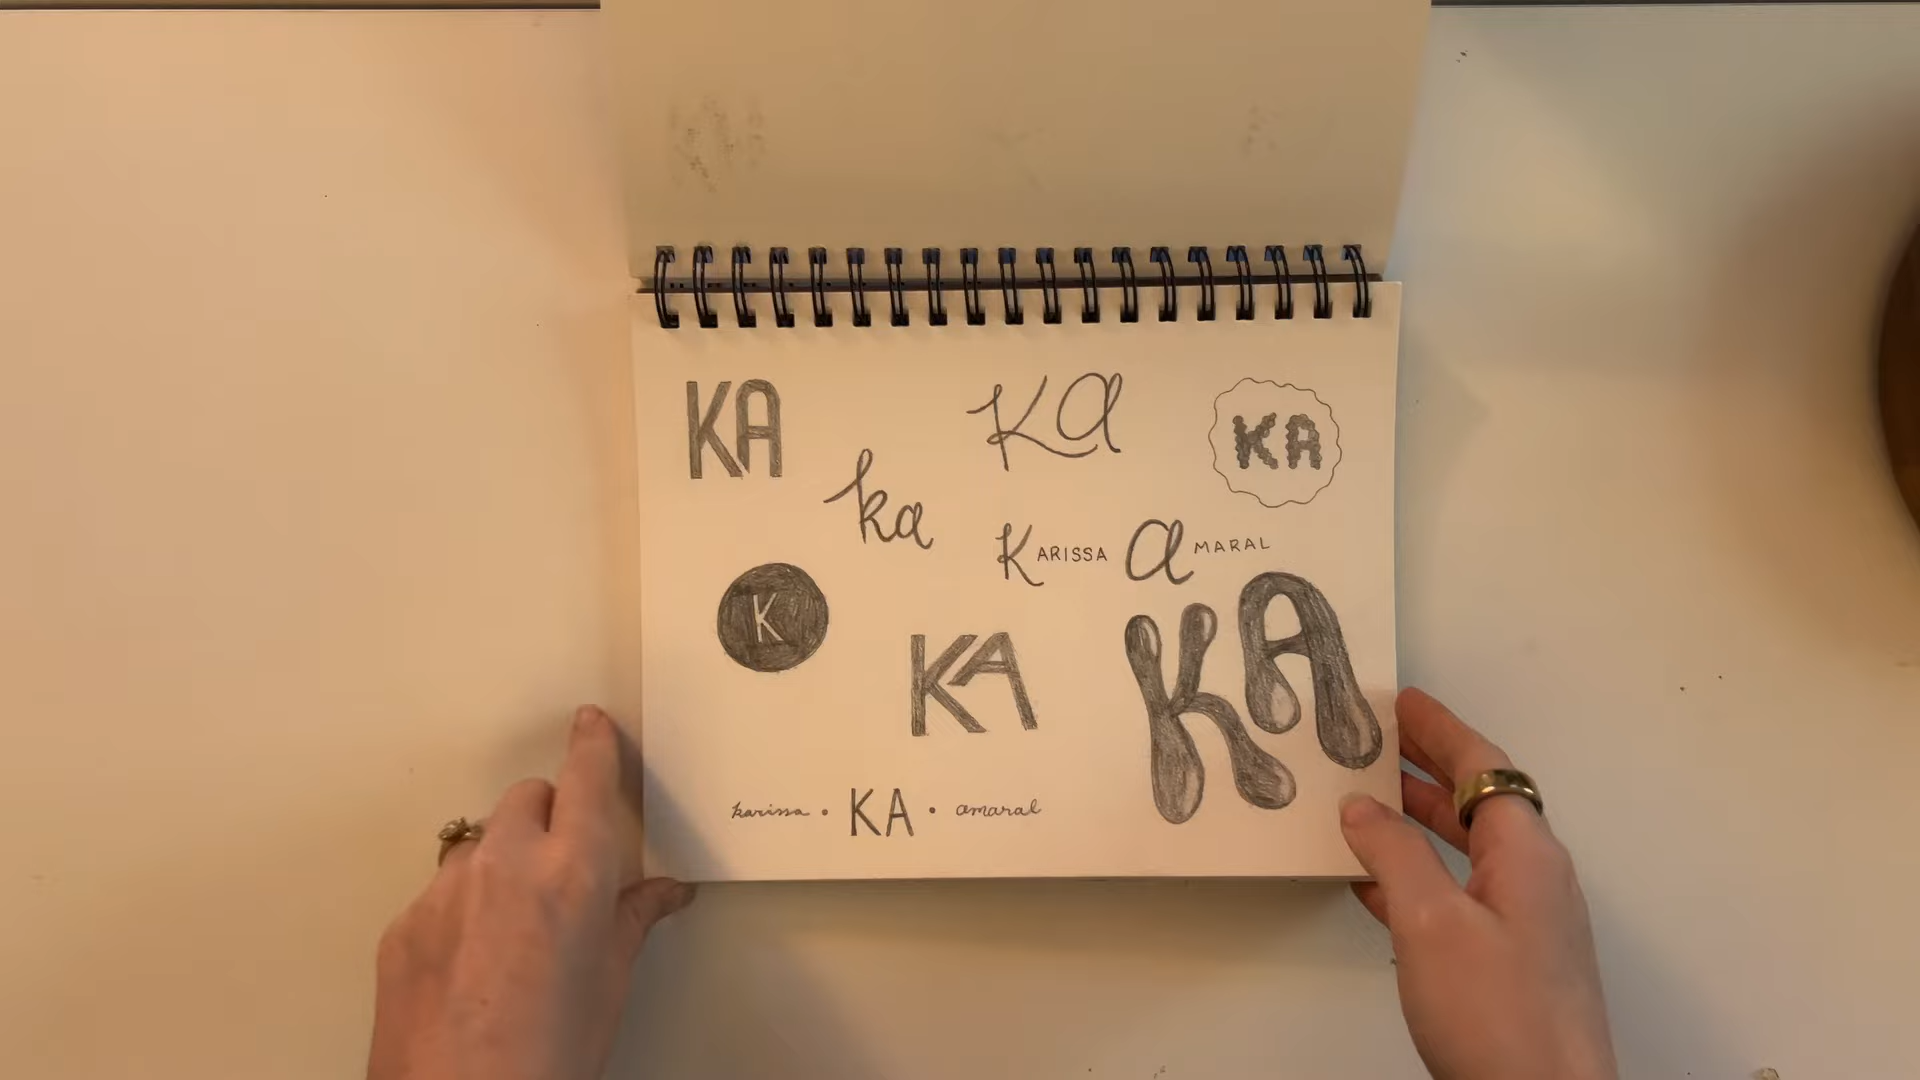 KA
Ka
KA
ka
KARISSA AMARAL
K
KA
KA
karissa • KA • amaral